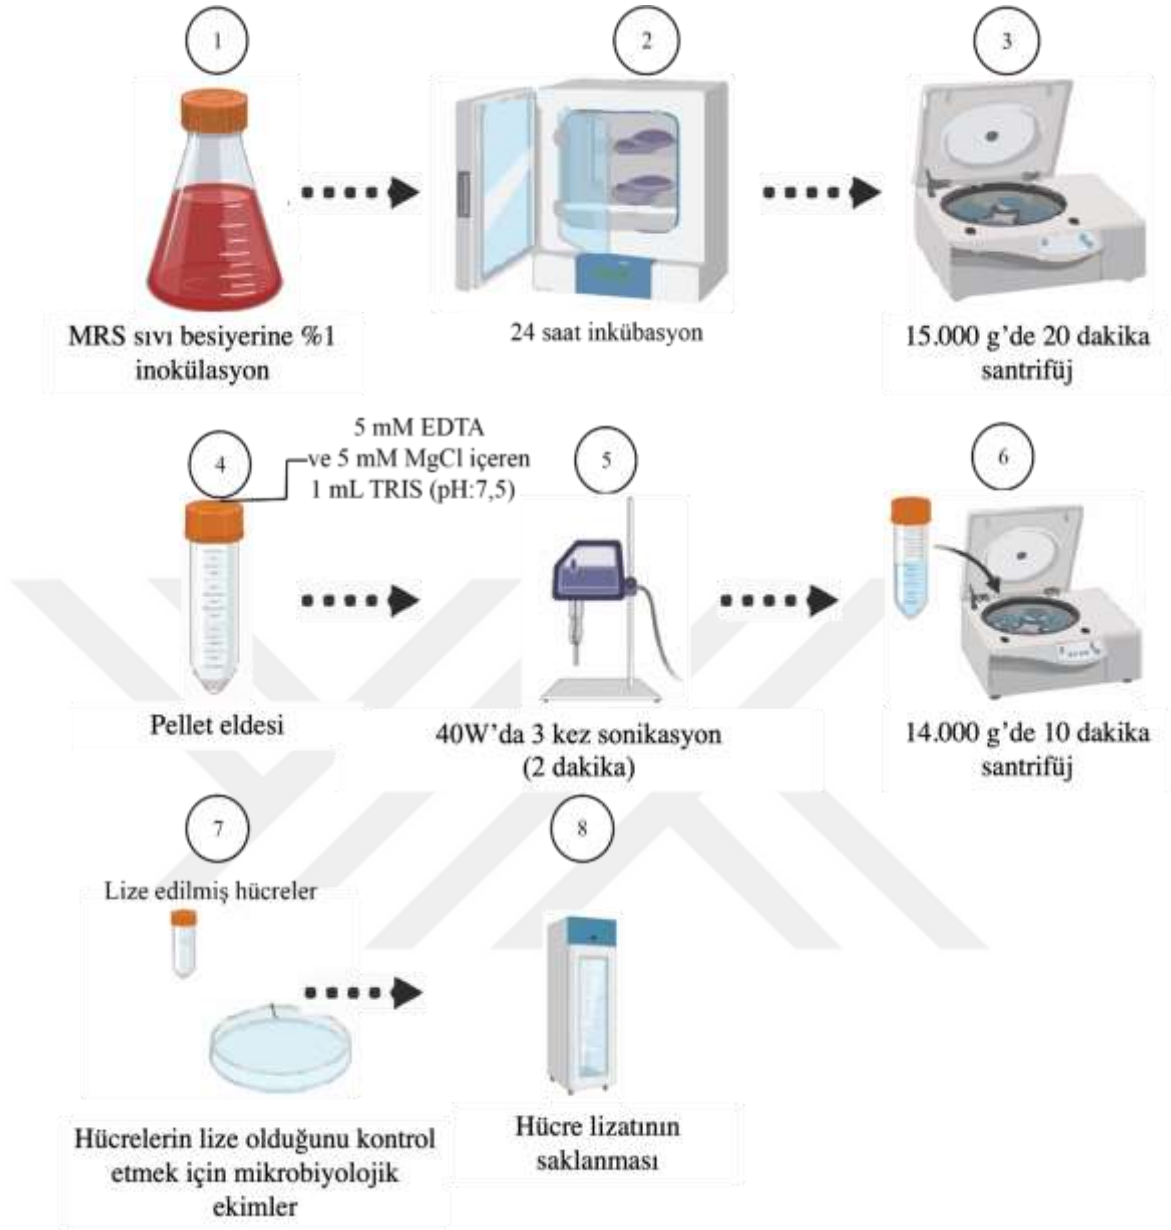 1
2
3
MRS sıvı besiyerine %1
inokülasyon
24 saat inkübasyon
15.000 g’de 20 dakika
santrifüj
4
5 mM EDTA
ve 5 mM MgCl içeren
1 mL TRIS (pH:7,5)
5
6
Pellet eldesi
40W’da 3 kez sonikasyon
(2 dakika)
14.000 g’de 10 dakika
santrifüj
7
8
Lize edilmiş hücreler
Hücrelerin lize olduğunu kontrol
etmek için mikrobiyolojik
ekimler
Hücre lizatının
saklanması